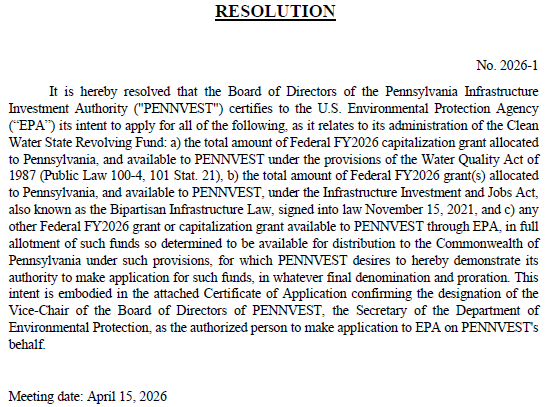 RESOLUTION
No. 2026-1
It is hereby resolved that the Board of Directors of the Pennsylvania Infrastructure
Investment Authority ("PENNVEST") certifies to the U.S. Environmental Protection Agency
(“EPA”) its intent to apply for all of the following, as it relates to its administration of the Clean
Water State Revolving Fund: a) the total amount of Federal FY2026 capitalization grant allocated
to Pennsylvania, and available to PENNVEST under the provisions of the Water Quality Act of
1987 (Public Law 100-4, 101 Stat. 21), b) the total amount of Federal FY2026 grant(s) allocated
to Pennsylvania, and available to PENNVEST, under the Infrastructure Investment and Jobs Act,
also known as the Bipartisan Infrastructure Law, signed into law November 15, 2021, and c) any
other Federal FY2026 grant or capitalization grant available to PENNVEST through EPA, in full
allotment of such funds so determined to be available for distribution to the Commonwealth of
Pennsylvania under such provisions, for which PENNVEST desires to hereby demonstrate its
authority to make application for such funds, in whatever final denomination and proration. This
intent is embodied in the attached Certificate of Application confirming the designation of the
Vice-Chair of the Board of Directors of PENNVEST, the Secretary of the Department of
Environmental Protection, as the authorized person to make application to EPA on PENNVEST's
behalf.
Meeting date: April 15, 2026